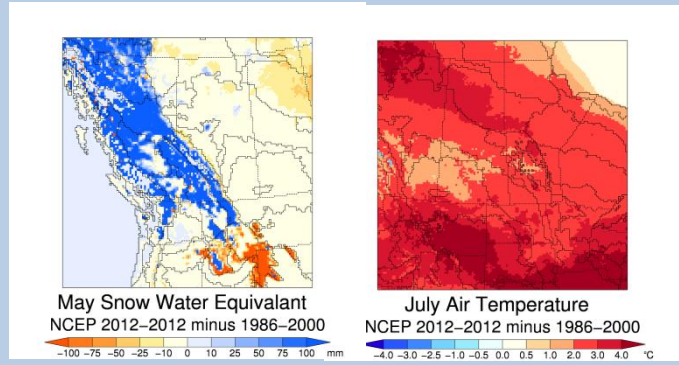 May Snow Water Equivalant
NCEP 2012-2012 minus 1986-2000
-100 -75 -50 -25 -10 0 10 25 50 75 100 mm
July Air Temperature
NCEP 2012-2012 minus 1986-2000
-4.0 -3.0 -2.5 -1.5 -0.5 0.0 0.5 1.0 2.0 3.0 4.0 °C